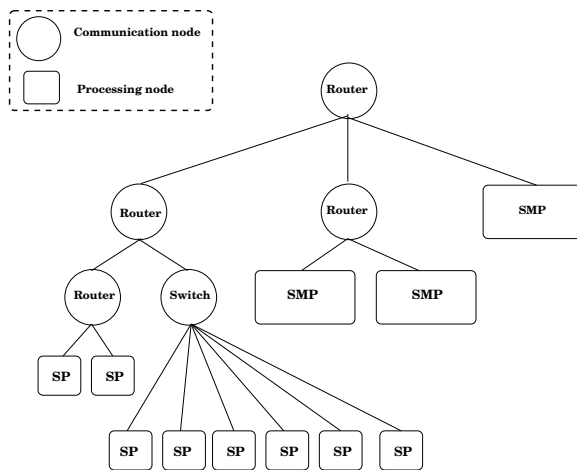 Communication node
Processing node
Router
Router
Router
SMP
Router
Switch
SMP
SMP
SP
SP
SP
SP
SP
SP
SP
SP